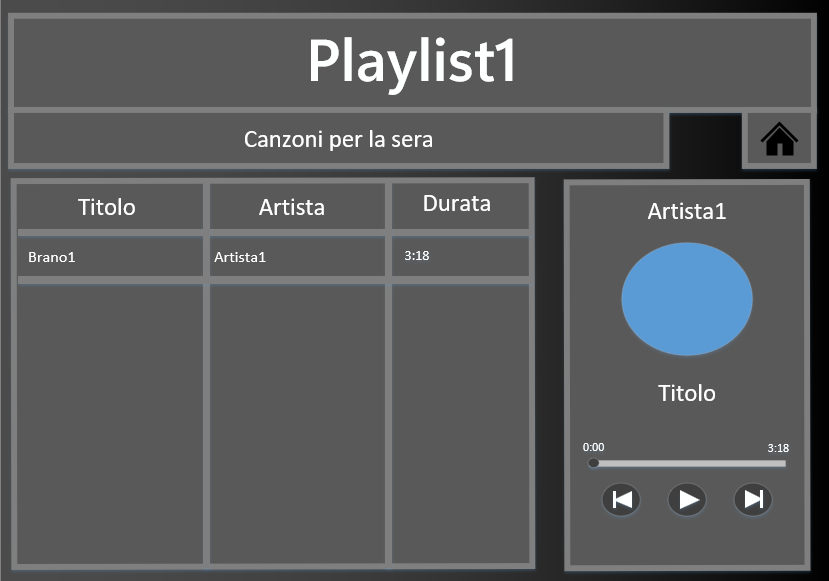 Playlist1
Canzoni per la sera
Titolo Artista Durata
Brano1 Artista1 3:18
Artista1
Titolo
0:00 3:18